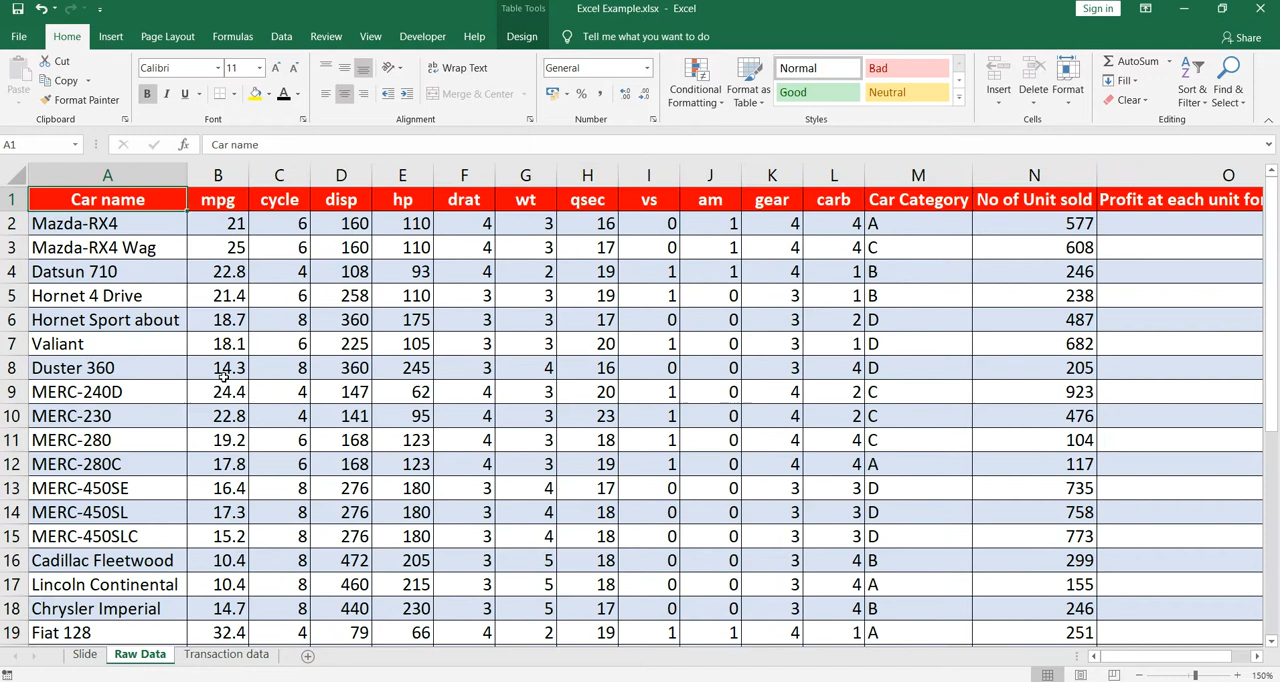 Table Tools
Excel Example.xlsx - Excel
Sign in
File Home Insert Page Layout Formulas Data Review View Developer Help Design Tell me what you want to do Share
Paste
Cut
Copy
Format Painter
Clipboard
Calibri 11
B I U
Font
Wrap Text
Merge & Center
Alignment
General
%
Number
Conditional Formatting
Format as Table
Normal Bad
Good Neutral
Styles
Insert Delete Format
Cells
AutoSum
Fill
Clear
Sort & Filter
Find & Select
Editing
A1 fx Car name
A B C D E F G H I J K L M N O
1 Car name mpg cycle disp hp drat wt qsec vs am gear carb Car Category No of Unit sold Profit at each unit for
2 Mazda-RX4 21 6 160 110 4 3 16 0 1 4 4 A 577
3 Mazda-RX4 Wag 25 6 160 110 4 3 17 0 1 4 4 C 608
4 Datsun 710 22.8 4 108 93 4 2 19 1 1 4 1 B 246
5 Hornet 4 Drive 21.4 6 258 110 3 3 19 1 0 3 1 B 238
6 Hornet Sport about 18.7 8 360 175 3 3 17 0 0 3 2 D 487
7 Valiant 18.1 6 225 105 3 3 20 1 0 3 1 D 682
8 Duster 360 14.3 8 360 245 3 4 16 0 0 3 4 D 205
9 MERC-240D 24.4 4 147 62 4 3 20 1 0 4 2 C 923
10 MERC-230 22.8 4 141 95 4 3 23 1 0 4 2 C 476
11 MERC-280 19.2 6 168 123 4 3 18 1 0 4 4 C 104
12 MERC-280C 17.8 6 168 123 4 3 19 1 0 4 4 A 117
13 MERC-450SE 16.4 8 276 180 3 4 17 0 0 3 3 D 735
14 MERC-450SL 17.3 8 276 180 3 4 18 0 0 3 3 D 758
15 MERC-450SLC 15.2 8 276 180 3 4 18 0 0 3 3 D 773
16 Cadillac Fleetwood 10.4 8 472 205 3 5 18 0 0 3 4 B 299
17 Lincoln Continental 10.4 8 460 215 3 5 18 0 0 3 4 A 155
18 Chrysler Imperial 14.7 8 440 230 3 5 17 0 0 3 4 B 246
19 Fiat 128 32.4 4 79 66 4 2 19 1 1 4 1 A 251
Slide Raw Data Transaction data
150%